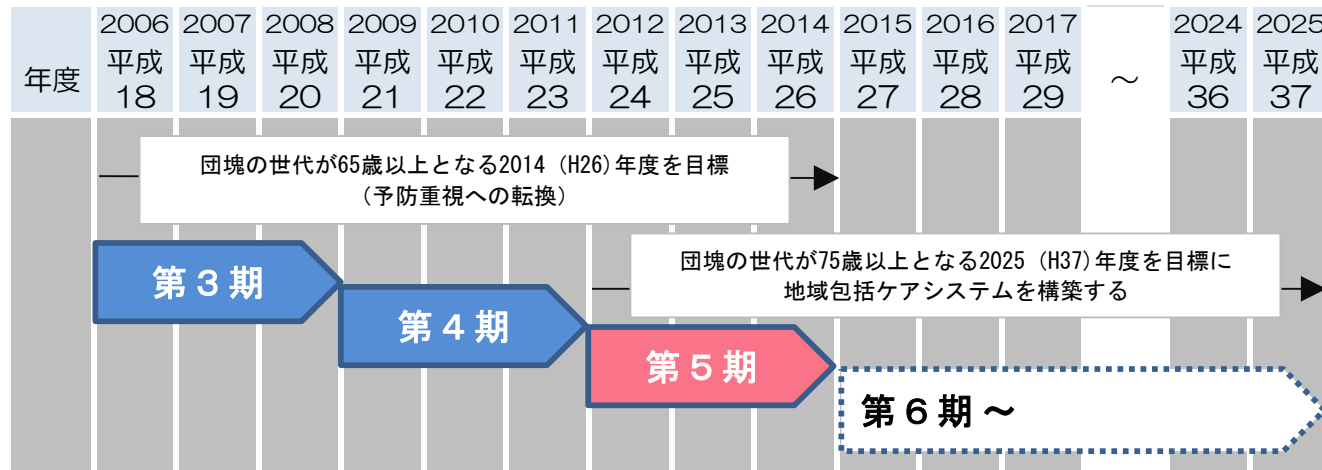 2006 2007 2008 2009 2010 2011 2012 2013 2014 2015 2016 2017 2024 2025
年度 平成 平成 平成 平成 平成 平成 平成 平成 平成 平成 平成 平成 ～ 平成 平成
18 19 20 21 22 23 24 25 26 27 28 29 36 37
団塊の世代が65歳以上となる2014（H26)年度を目標
（予防重視への転換）
団塊の世代が75歳以上となる2025（H37)年度を目標に
地域包括ケアシステムを構築する
第３期
第４期
第５期
第６期～